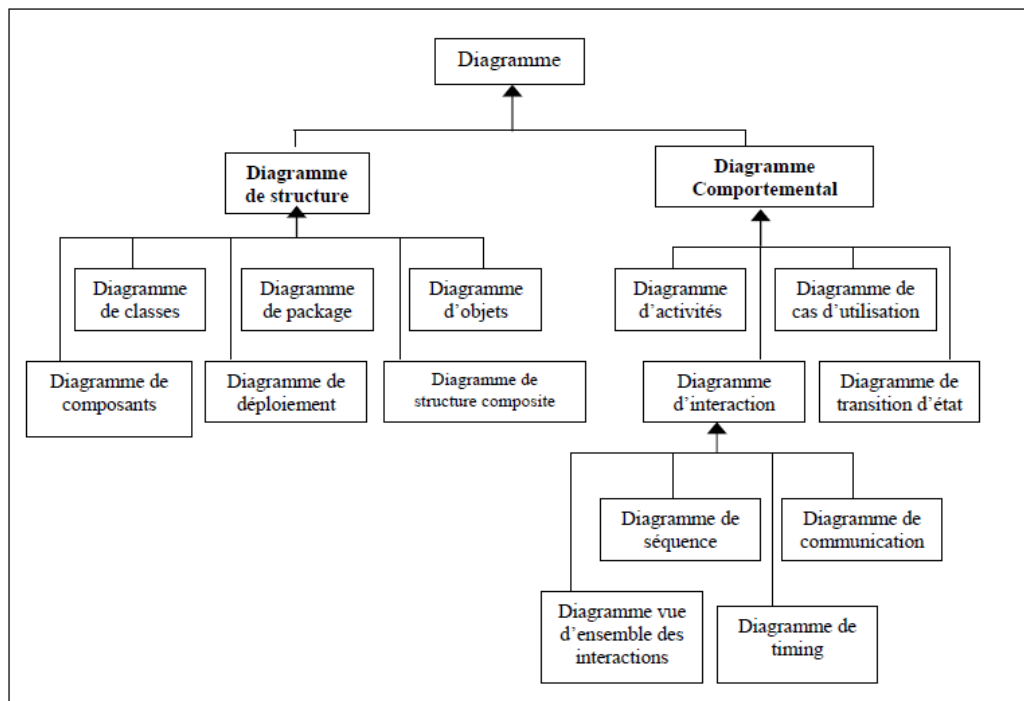 Diagramme
Diagramme
de structure
Diagramme
Comportemental
Diagramme
de classes
Diagramme
de package
Diagramme
d’objets
Diagramme
d’activités
Diagramme de
cas d’utilisation
Diagramme de
composants
Diagramme de
déploiement
Diagramme de
structure composite
Diagramme
d’interaction
Diagramme de
transition d’état
Diagramme de
séquence
Diagramme de
communication
Diagramme vue
d’ensemble des
interactions
Diagramme de
timing